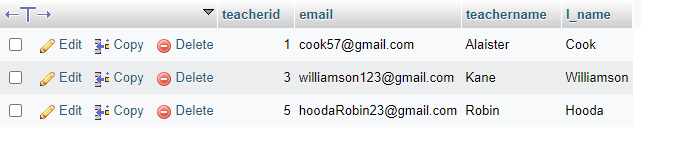 teacherid email teachername l_name
Edit Copy Delete 1 cook57@gmail.com Alaister Cook
Edit Copy Delete 3 williamson123@gmail.com Kane Williamson
Edit Copy Delete 5 hoodaRobin23@gmail.com Robin Hooda